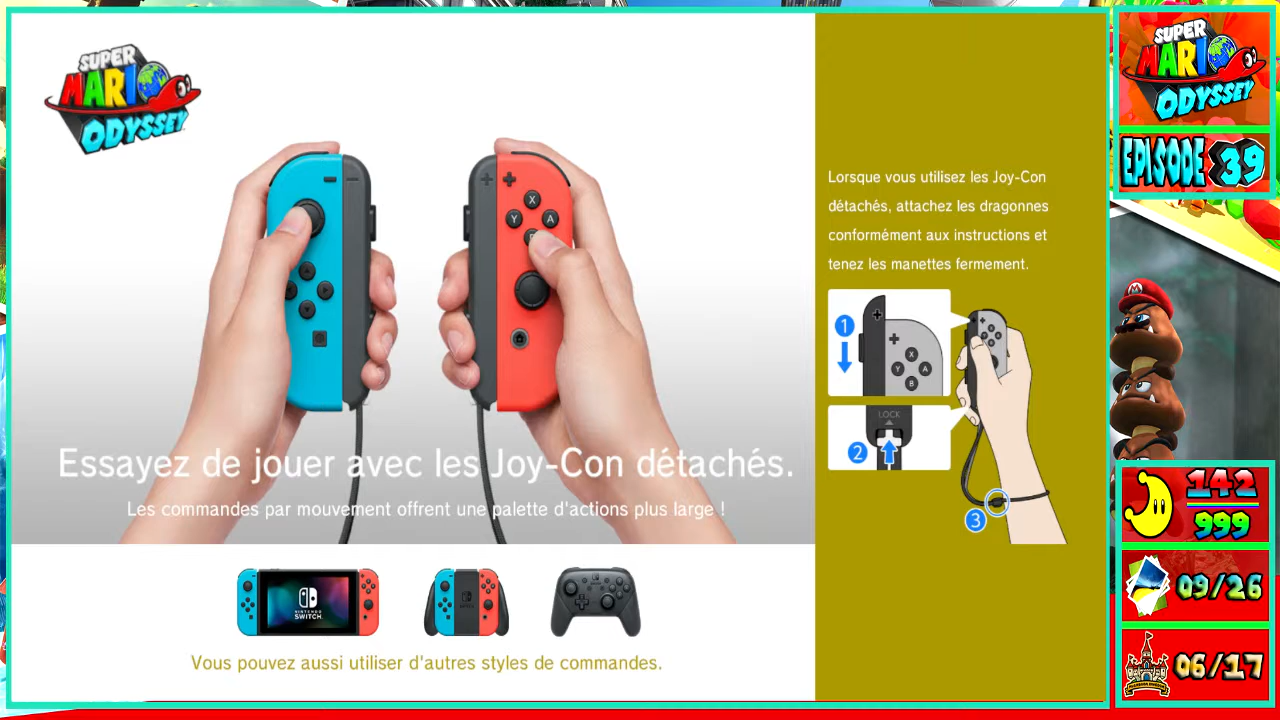 SUPER
MARIO
ODYSSEY
X
Y
A
Essayez de jouer avec les Joy-Con détachés.
Les commandes par mouvement offrent une palette d'actions plus large !
NINTENDO
SWITCH
Vous pouvez aussi utiliser d'autres styles de commandes.
Lorsque vous utilisez les Joy-Con
détachés, attachez les dragonnes
conformément aux instructions et
tenez les manettes fermement.
1
X
Y
A
B
LOCK
2
3
SUPER
MARIO
ODYSSEY
EPISODE 39
142
999
09/26
06/17